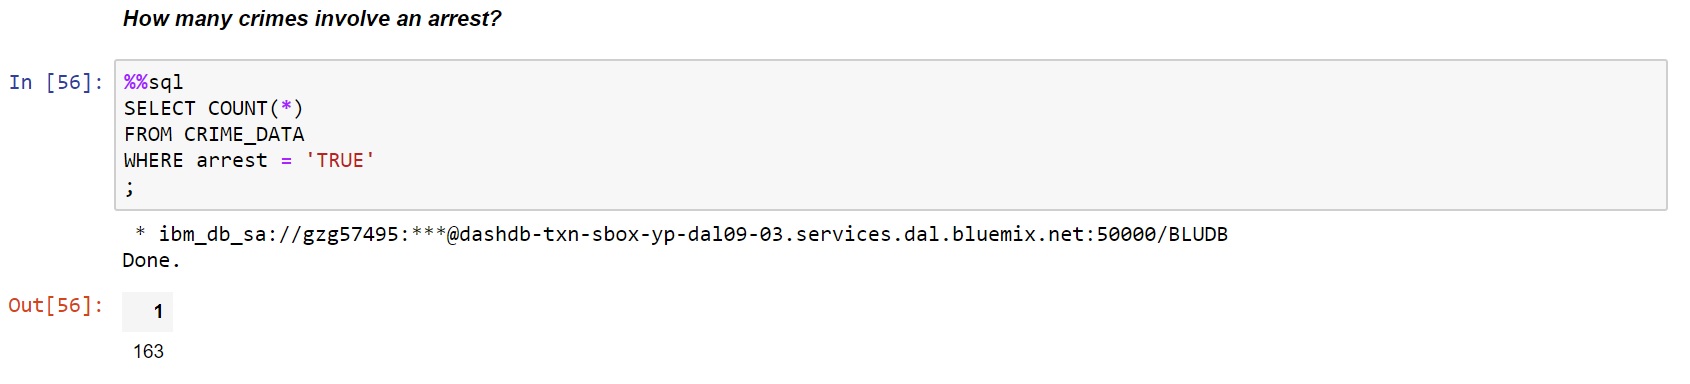 How many crimes involve an arrest?
In [56]:
%%sql
SELECT COUNT(*)
FROM CRIME_DATA
WHERE arrest = 'TRUE'
;
* ibm_db_sa://gzg57495:***@dashdb-txn-sbox-yp-dal09-03.services.dal.bluemix.net:50000/BLUDB
Done.
Out[56]:
1
163